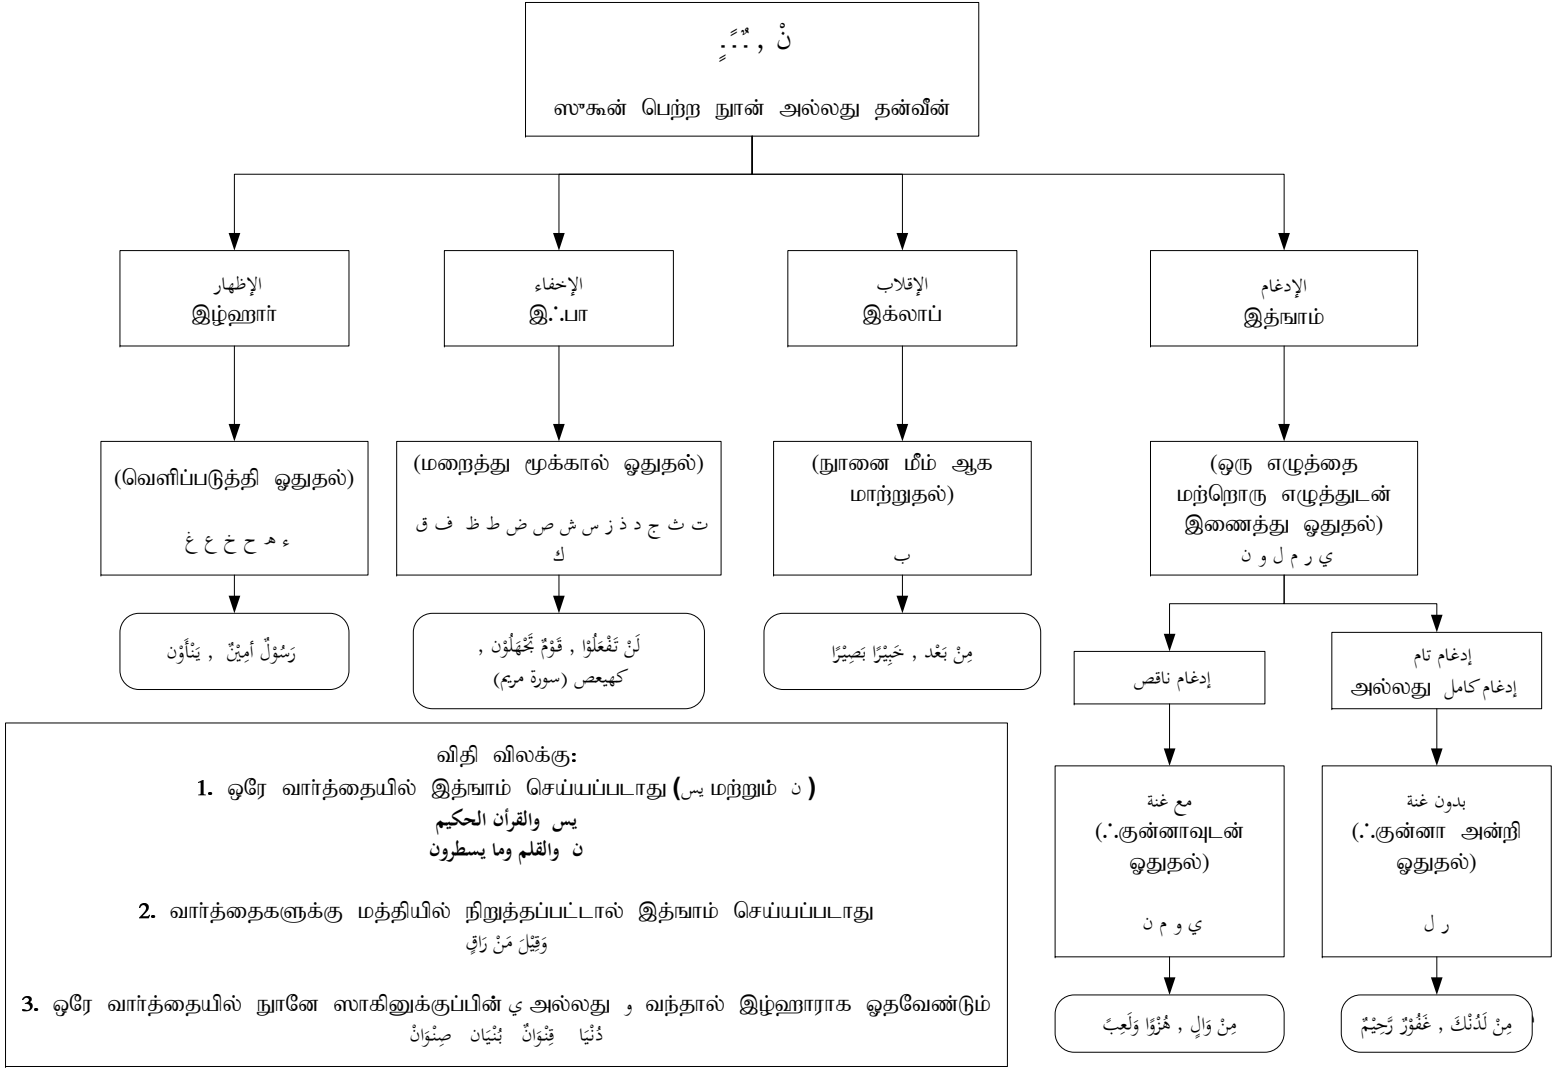 نْ , ٌ..ً..ٍ
ஸுகூன் பெற்ற நூன் அல்லது தன்வீன்
الإظهار
இழ்ஹார்
الإخفاء
இஃபா
الإقلاب
இக்லாப்
الإدغام
இத்ஙாம்
(வெளிப்படுத்தி ஓதுதல்)
ء ه ح خ ع غ
(மறைத்து மூக்கால் ஓதுதல்)
ت ث ج د ذ ز س ش ص ض ط ظ ف ق
ك
(நூனை மீம் ஆக
மாற்றுதல்)
ب
(ஒரு எழுத்தை
மற்றொரு எழுத்துடன்
இணைத்து ஓதுதல்)
ي ر م ل و ن
رَسُوْلٌ أمِيْنٌ , يَنْأَوْن
لَنْ تَفْعَلُوْا , قَوْمٌ تَجْهَلُوْن ,
كهيعص (سورة مريم)
مِنْ بَعْد , خَبِيْرًا بَصِيْرًا
إدغام ناقص
إدغام تام
அல்லது إدغام كامل
مع غنة
(ஃகுன்னாவுடன்
ஓதுதல்)
ي و م ن
بدون غنة
(ஃகுன்னா அன்றி
ஓதுதல்)
ر ل
مِنْ وَالٍ , هُزْوًا وَلَعِبً
مِنْ لَدُنْكَ , غَفُوْرٌ رَّحِيْمٌ
விதி விலக்கு:
1. ஒரே வார்த்தையில் இத்ஙாம் செய்யப்படாது (يس மற்றும் ن )
يس والقرأن الحكيم
ن والقلم وما يسطرون
2. வார்த்தைகளுக்கு மத்தியில் நிறுத்தப்பட்டால் இத்ஙாம் செய்யப்படாது
وَقِيْلَ مَنْ رَاقٍ
3. ஒரே வார்த்தையில் நூனே ஸாகினுக்குப்பின் ي அல்லது و வந்தால் இழ்ஹாராக ஓதவேண்டும்
دُنْيَا قِنْوَانٌ بُنْيَان صِنْوَانْ